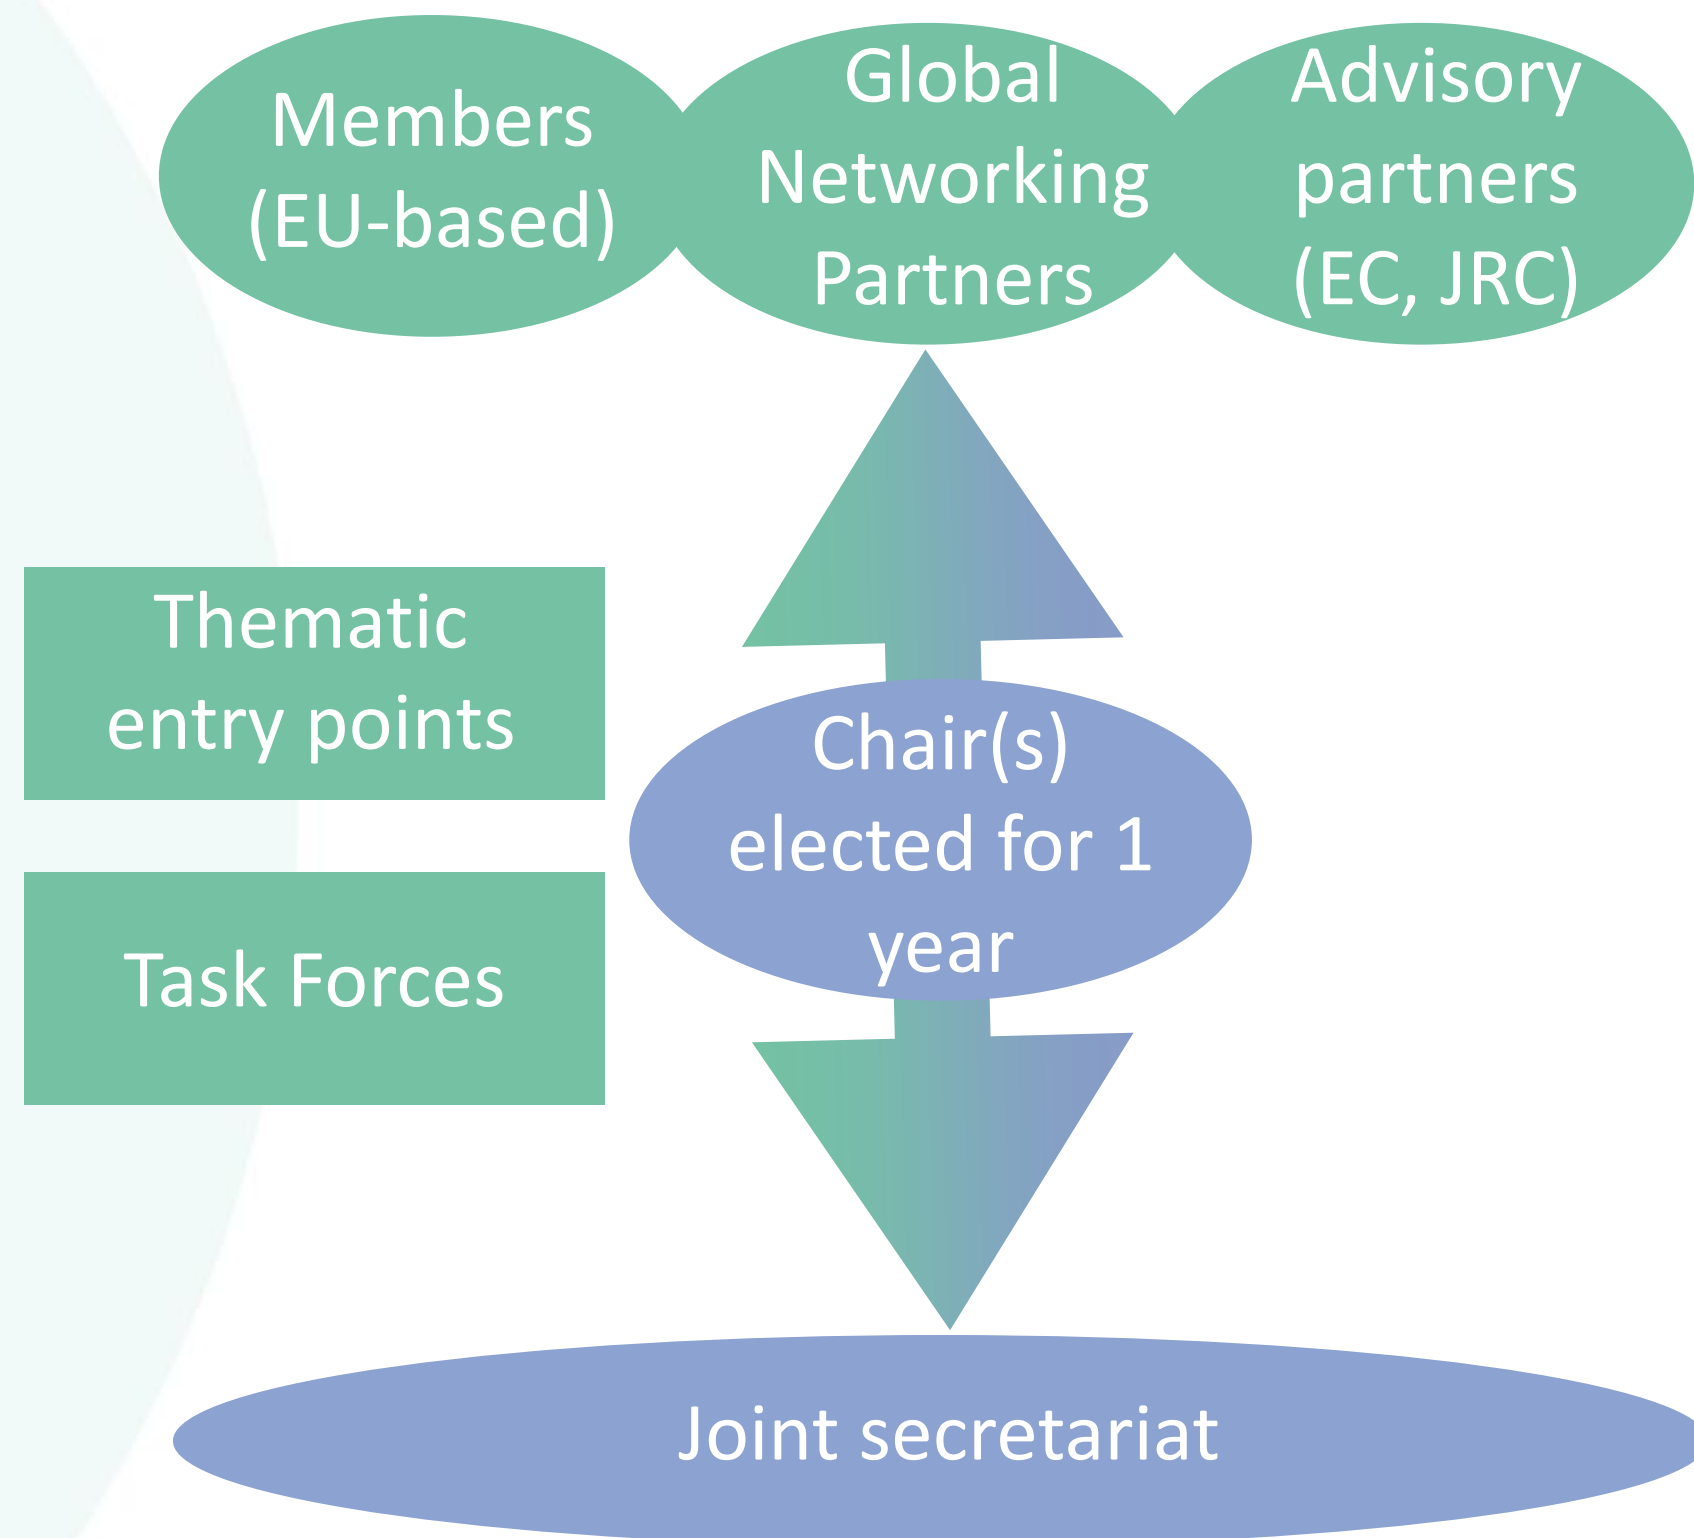 Members
(EU-based)
Global
Networking
Partners
Advisory
partners
(EC, JRC)
Thematic
entry points
Chair(s)
elected for 1
year
Task Forces
Joint secretariat